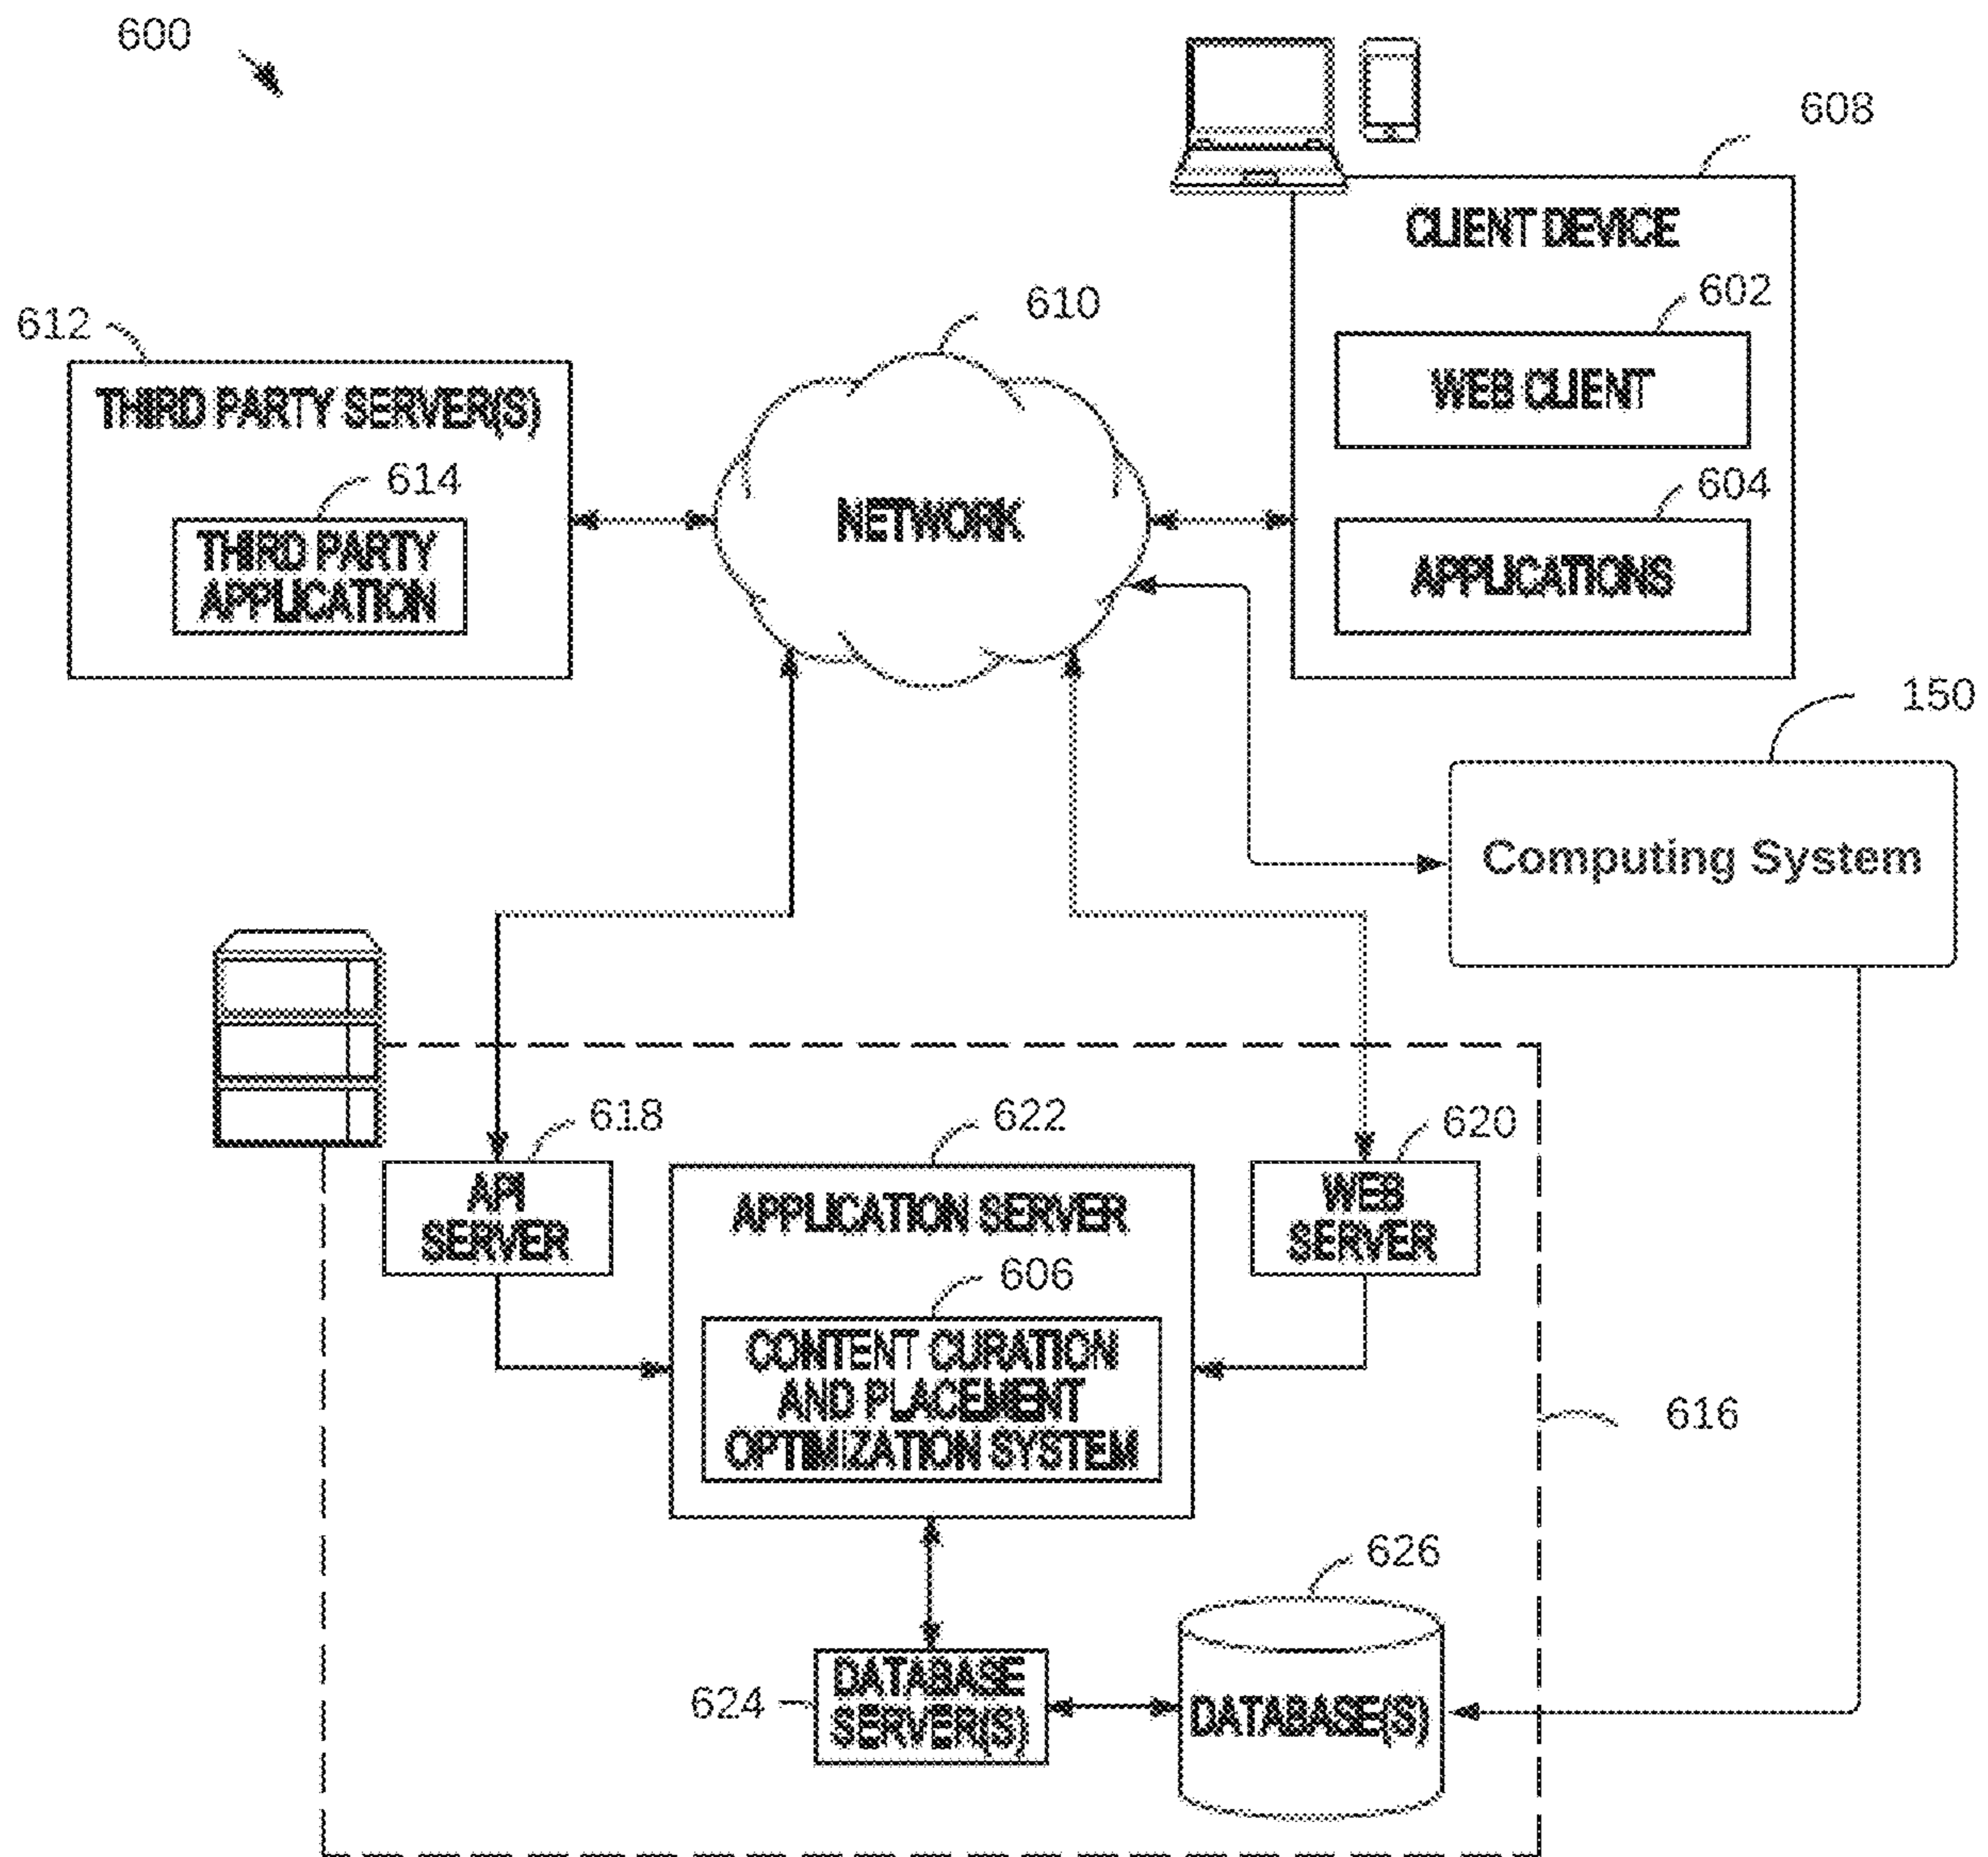 600
608
CLIENT DEVICE
602
WEB CLIENT
604
APPLICATIONS
610
NETWORK
612
THIRD PARTY SERVER(S)
614
THIRD PARTY
APPLICATION
150
Computing System
618
API
SERVER
622
APPLICATION SERVER
606
CONTENT CURATION
AND PLACEMENT
OPTIMIZATION SYSTEM
620
WEB
SERVER
616
624
DATABASE
SERVER(S)
626
DATABASE(S)